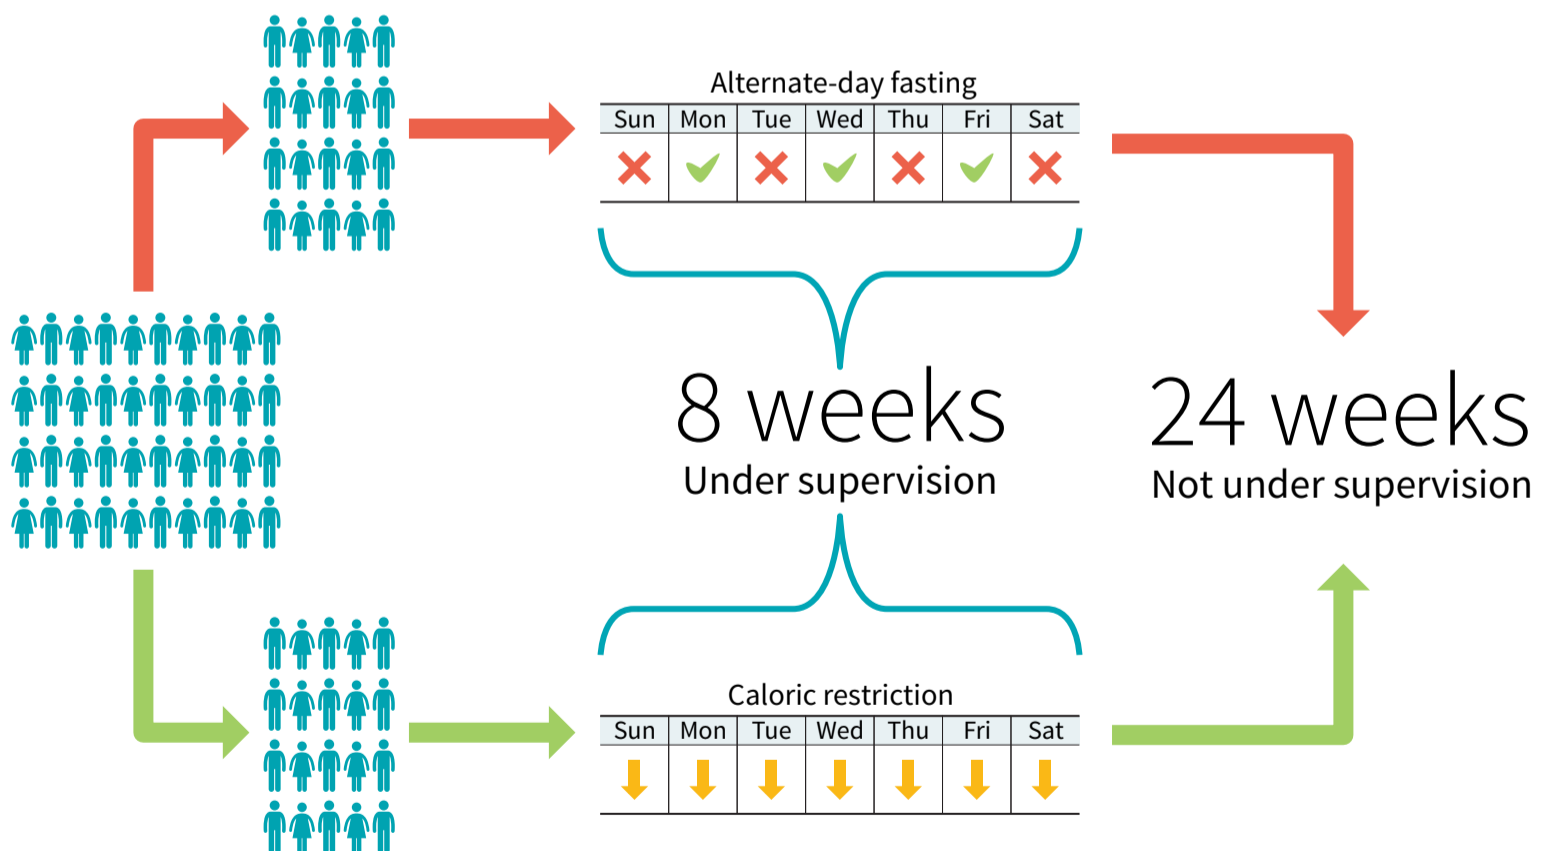 Alternate-day fasting
Sun Mon Tue Wed Thu Fri Sat
8 weeks
Under supervision
24 weeks
Not under supervision
Caloric restriction
Sun Mon Tue Wed Thu Fri Sat